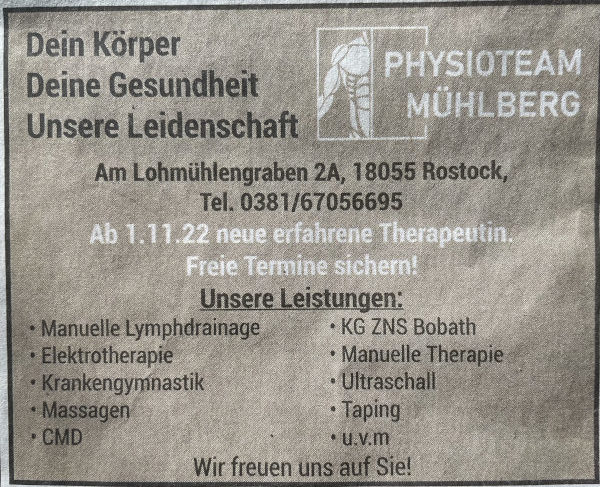 Dein Körper
Deine Gesundheit
Unsere Leidenschaft
PHYSIOTEAM
MÜHLBERG
Am Lohmühlengraben 2A, 18055 Rostock,
Tel. 0381/67056695
Ab 1.11.22 neue erfahrene Therapeutin.
Freie Termine sichern!
Unsere Leistungen:
• Manuelle Lymphdrainage
• Elektrotherapie
• Krankengymnastik
• Massagen
• CMD
• KG ZNS Bobath
• Manuelle Therapie
• Ultraschall
• Taping
• u.v.m
Wir freuen uns auf Sie!